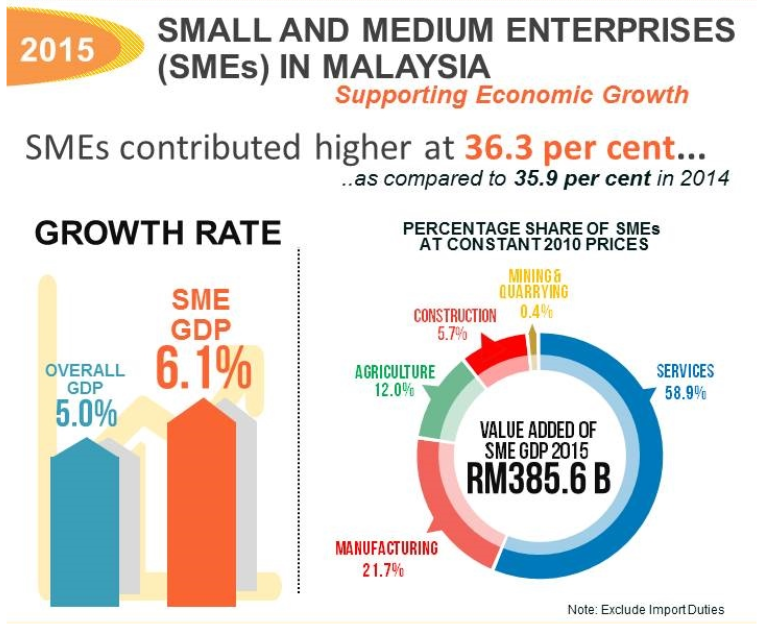 2015
SMALL AND MEDIUM ENTERPRISES
(SMEs) IN MALAYSIA
Supporting Economic Growth
SMEs contributed higher at 36.3 per cent...
..as compared to 35.9 per cent in 2014
GROWTH RATE
OVERALL
GDP
5.0%
SME
GDP
6.1%
PERCENTAGE SHARE OF SMEs
AT CONSTANT 2010 PRICES
MINING &
QUARRYING
0.4%
CONSTRUCTION
5.7%
AGRICULTURE
12.0%
SERVICES
58.9%
VALUE ADDED OF
SME GDP 2015
RM385.6 B
MANUFACTURING
21.7%
Note: Exclude Import Duties